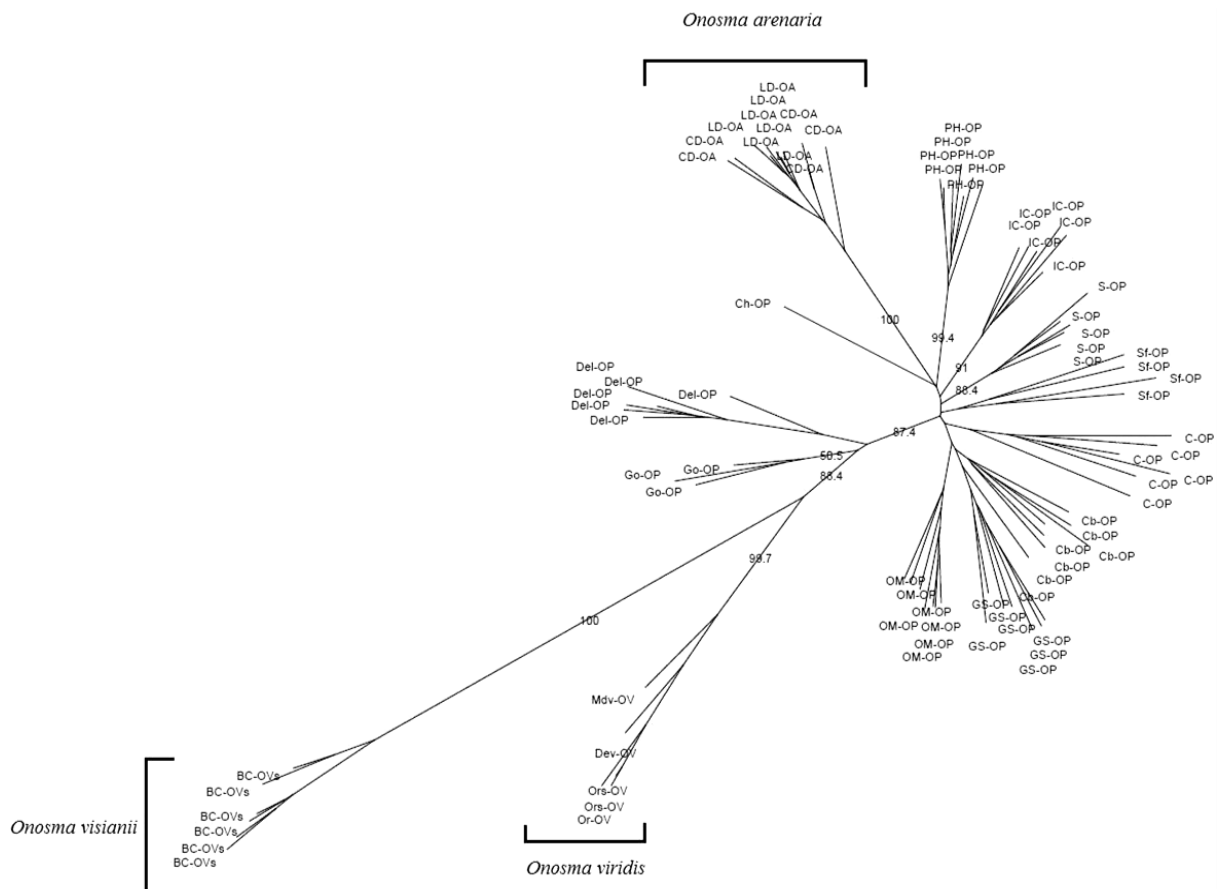 Onosma arenaria
LD-OA
LD-OA
LD-OA CD-OA
LD-OA LD-OA CD-OA
CD-OA LD-OA
CD-OA LD-OA
CD-OA
PH-OP
PH-OP
PH-OP PH-OP
PH-OP PH-OP
PH-OP
IC-OP IC-OP
IC-OP IC-OP
IC-OP
IC-OP
S-OP
Ch-OP
100
S-OP
99.4
S-OP
S-OP
Sf-OP
Sf-OP
91
Sf-OP
88.4
Sf-OP
Del-OP
Del-OP
Del-OP Del-OP
Del-OP
Del-OP
87.4
C-OP
C-OP
C-OP
C-OP
C-OP
C-OP
Go-OP Go-OP
Go-OP
88.4
Cb-OP
Cb-OP
Cb-OP Cb-OP
Cb-OP
Cb-OP
Cb-OP
99.7
OM-OP
OM-OP
OM-OP
OM-OP OM-OP
OM-OP
OM-OP
GS-OP
GS-OP
GS-OP
GS-OP GS-OP
GS-OP
GS-OP
100
Mdv-OV
Dev-OV
Ors-OV
Ors-OV
Or-OV
BC-OVs
BC-OVs
BC-OVs
BC-OVs
BC-OVs
BC-OVs
Onosma visianii
Onosma viridis